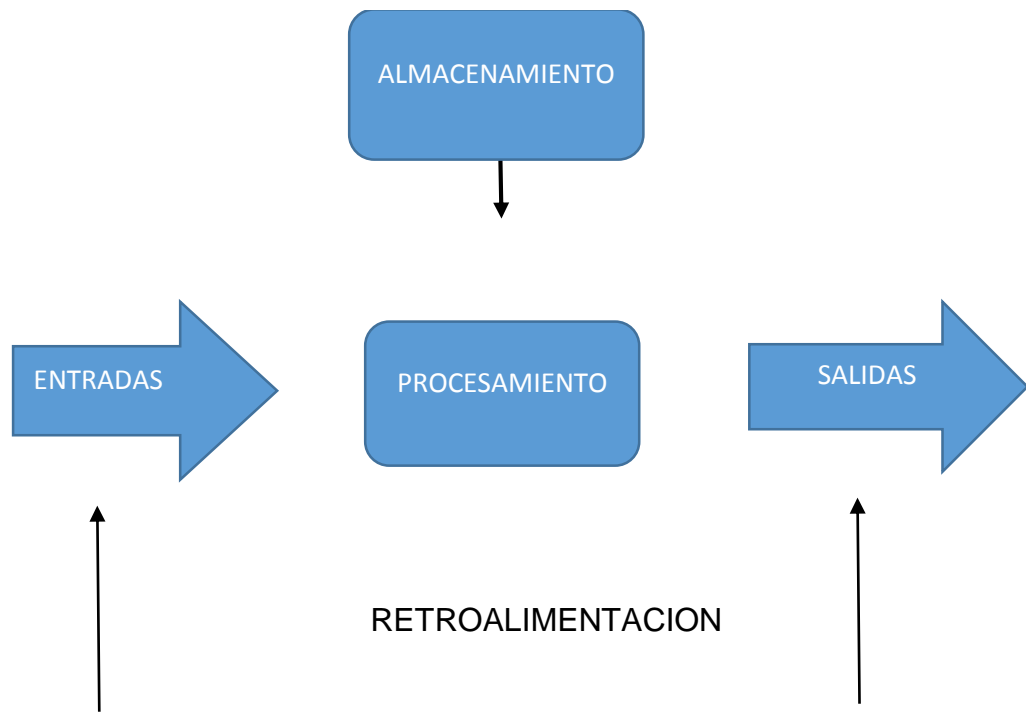 ALMACENAMIENTO
ENTRADAS
PROCESAMIENTO
SALIDAS
RETROALIMENTACION